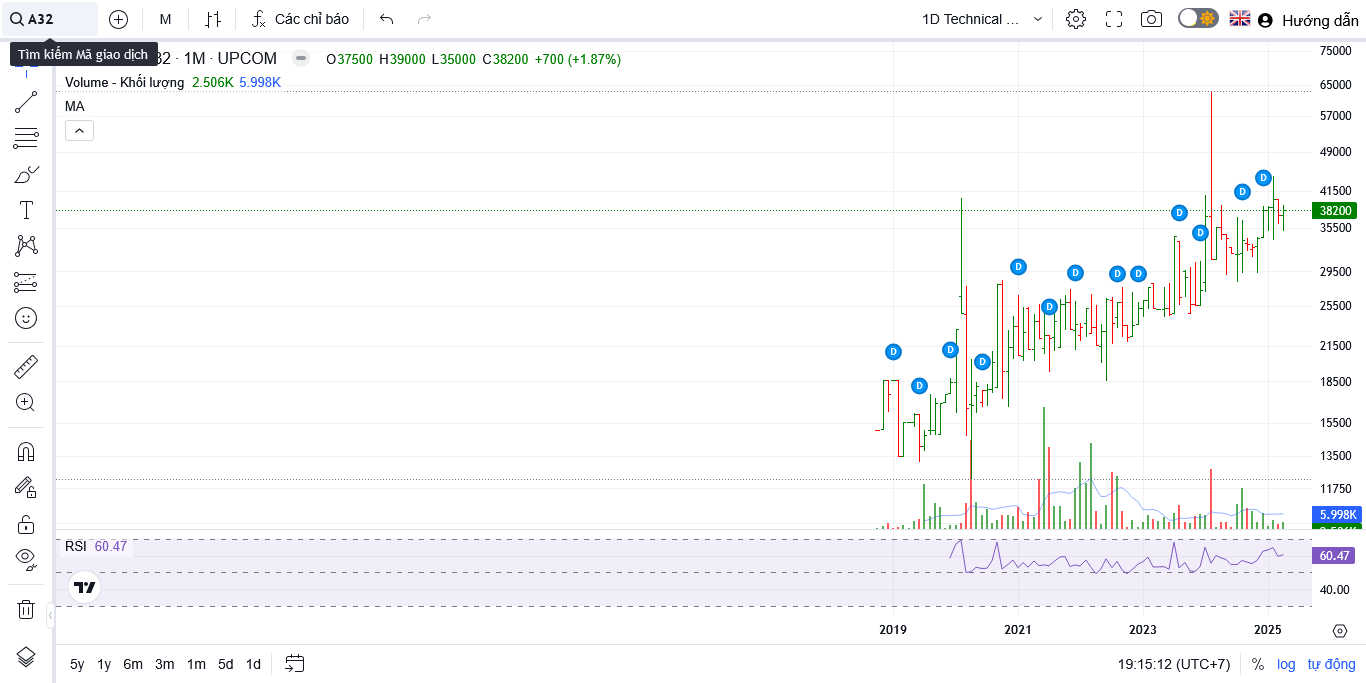 A32 M Các chỉ báo 1D Technical ... Hướng dẫn
Tìm kiếm Mã giao dịch
32 · 1M · UPCOM O37500 H39000 L35000 C38200 +700 (+1.87%)
Volume - Khối lượng 2.506K 5.998K
MA
75000
65000
57000
49000
41500
38200
35500
29500
25500
21500
18500
15500
13500
11750
5.998K
D
D
D
D
D
D
D
D
D
D
D
D
D
RSI 60.47
60.47
40.00
2019 2021 2023 2025
5y 1y 6m 3m 1m 5d 1d 19:15:12 (UTC+7) % log tự động